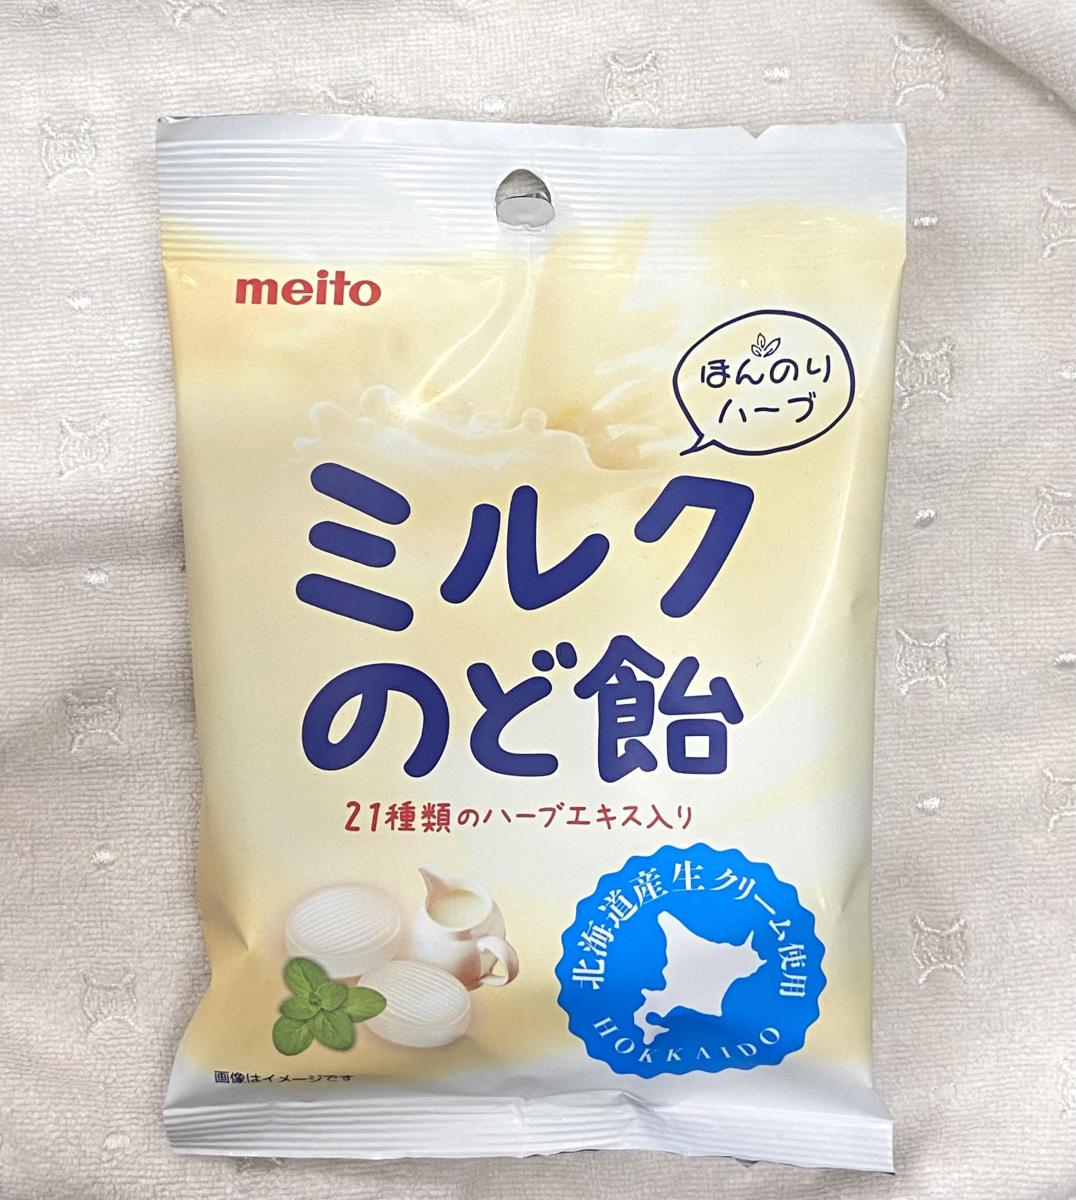 meito
ほんのり
ハーブ
ミルク
のど飴
21種類のハーブエキス入り
北海道産生クリーム使用
HOKKAIDO
画像はイメージです